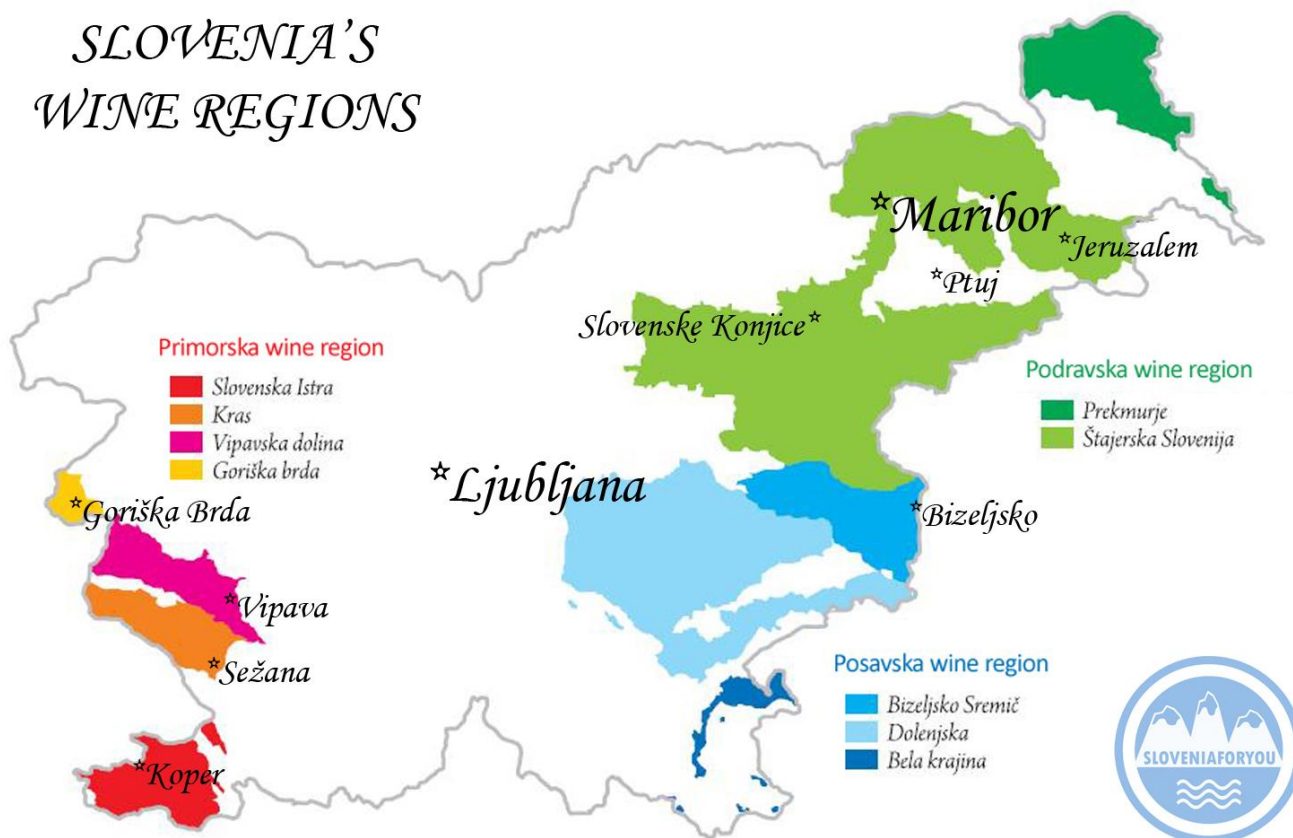 SLOVENIA'S
WINE REGIONS
☆Maribor
☆Jeruzalem
☆Ptuj
Slovenske Konjice☆
Primorska wine region
Slovenska Istra
Kras
Vipavska dolina
Goriška brda
Podravska wine region
Prekmurje
Štajerska Slovenija
☆Ljubljana
☆Goriška Brda
☆Bizeljsko
☆Vipava
☆Sežana
Posavska wine region
Bizeljsko Sremič
Dolenjska
Bela krajina
☆Koper
SLOVENIAFORYOU